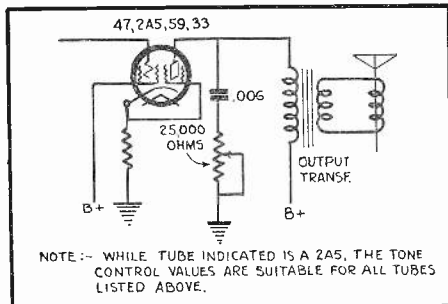 47, 2A5, 59, 33
.006
25,000
OHMS
OUTPUT
TRANSF.
B+
B+
NOTE:- WHILE TUBE INDICATED IS A 2A5, THE TONE
CONTROL VALUES ARE SUITABLE FOR ALL TUBES
LISTED ABOVE.